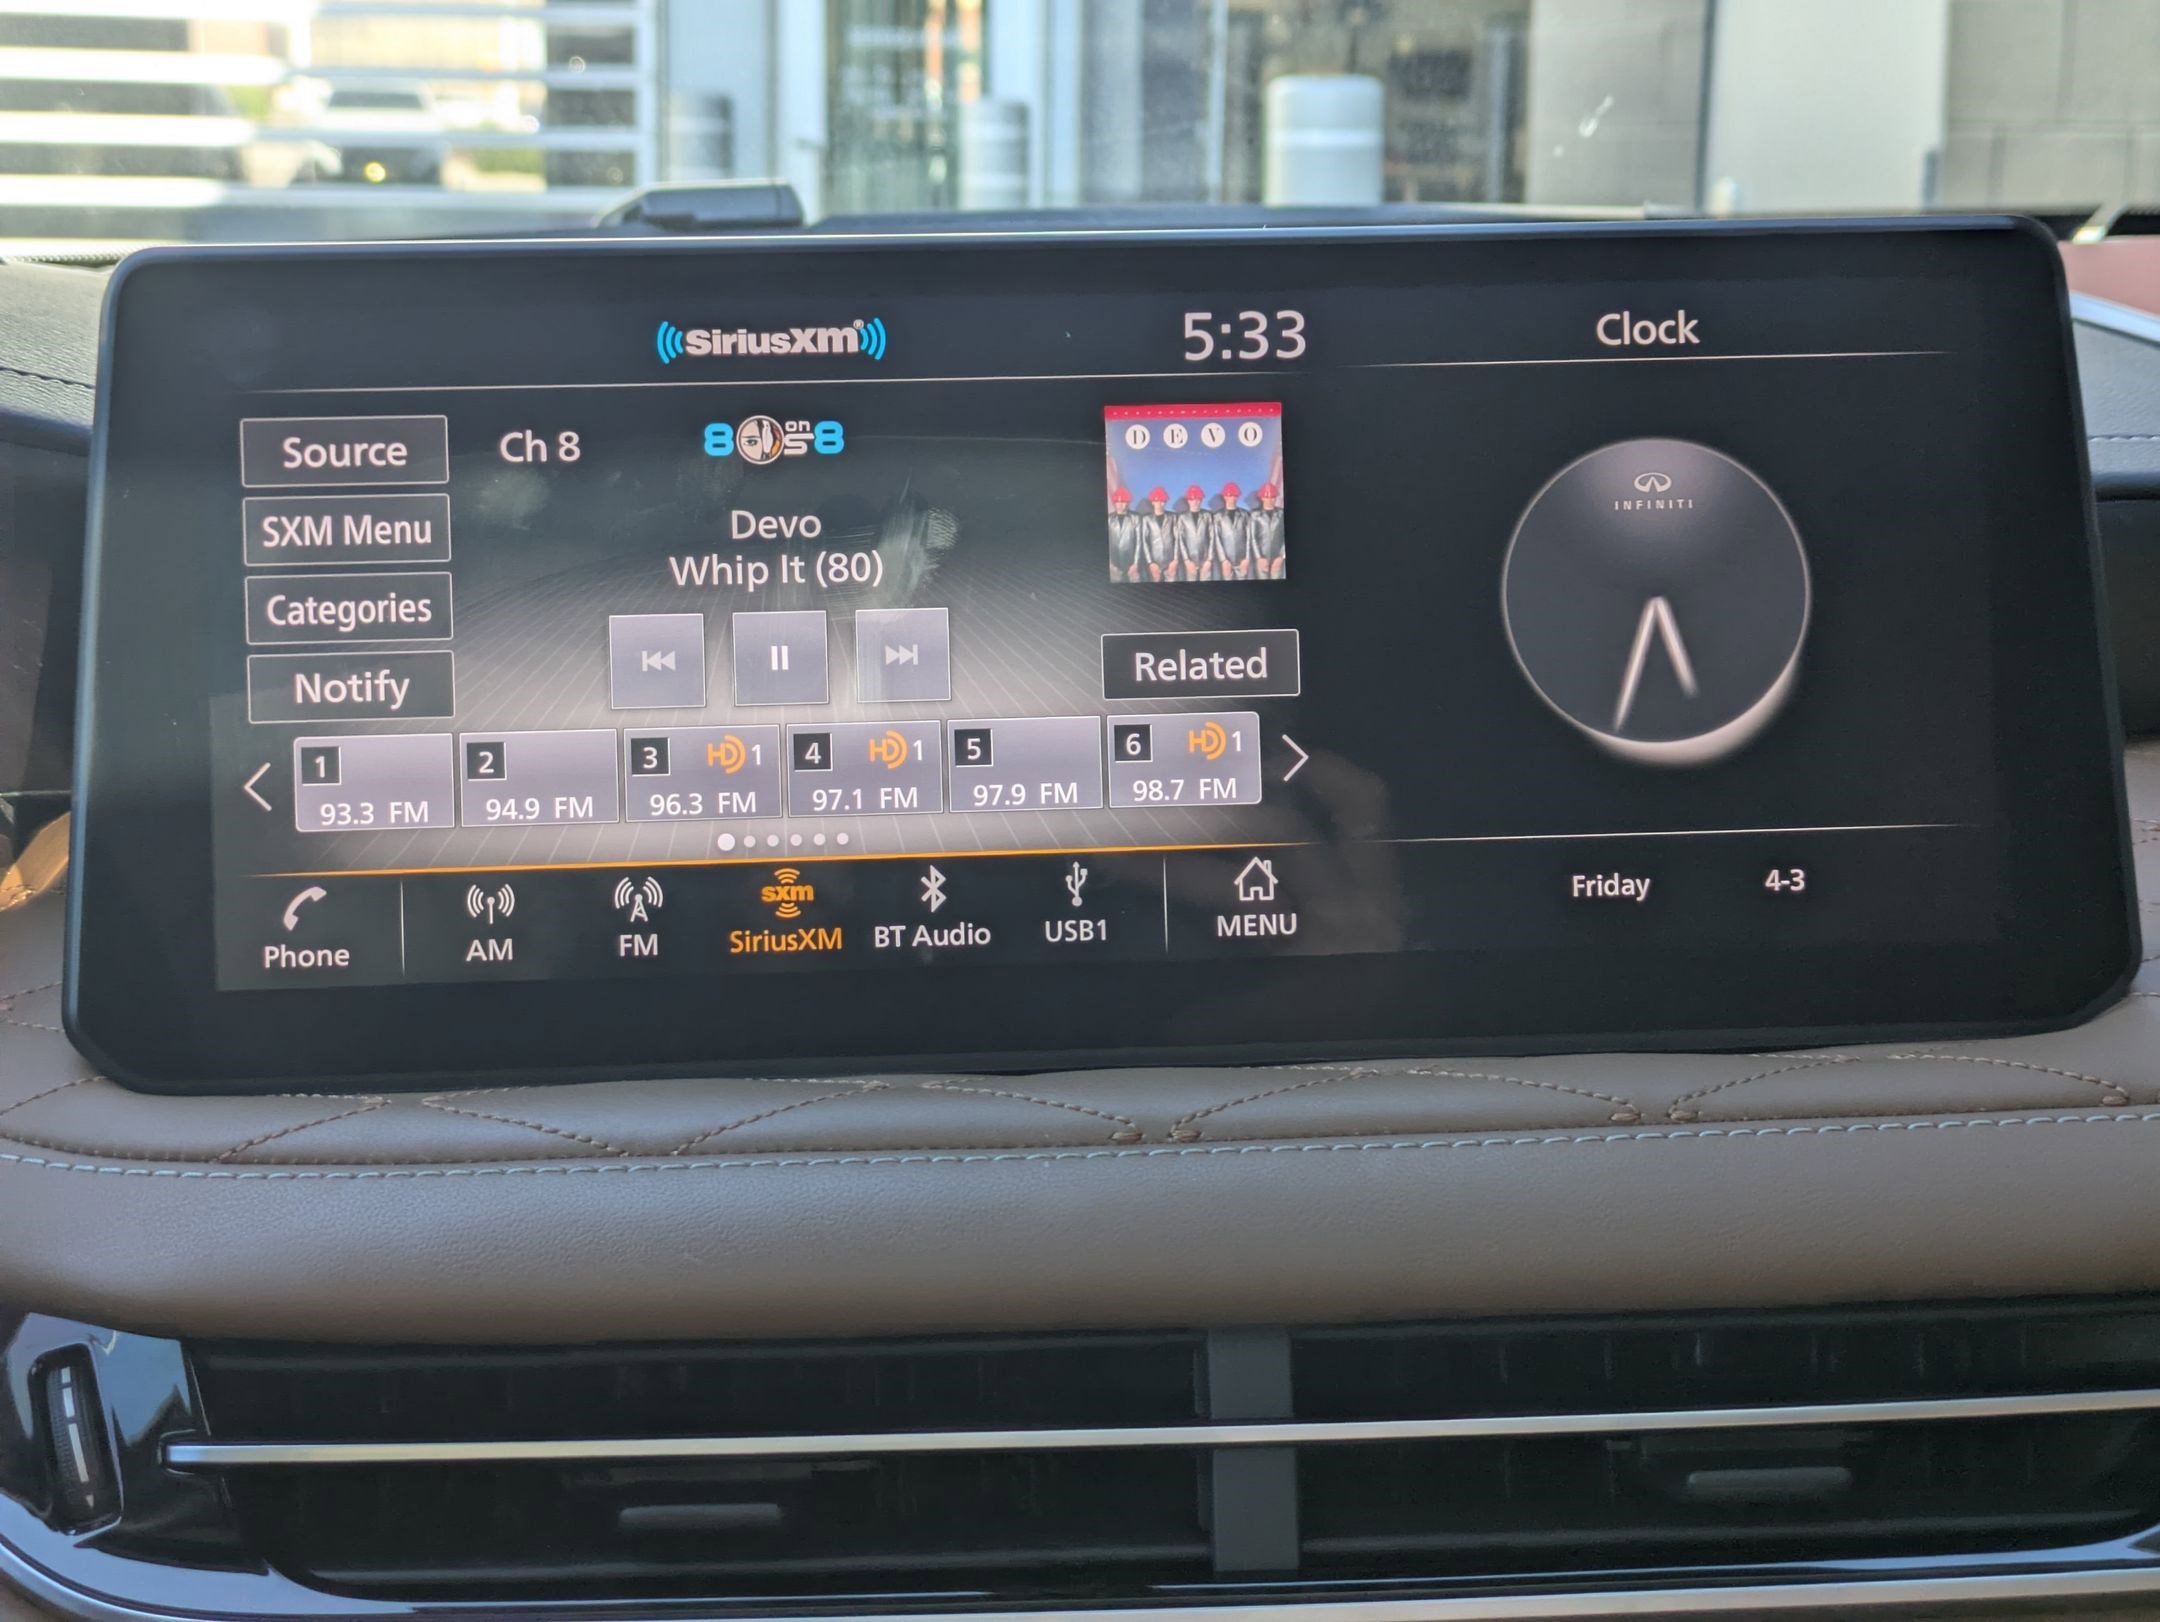 SiriusXM®
5:33
Clock
Source
SXM Menu
Categories
Notify
Ch 8
80s on 8
Devo
Whip It (80)
D E V O
Related
INFINITI
1 93.3 FM
2 94.9 FM
3 HD 1 96.3 FM
4 HD 1 97.1 FM
5 97.9 FM
6 HD 1 98.7 FM
Phone
AM
FM
sxm
SiriusXM
BT Audio
USB1
MENU
Friday 4-3